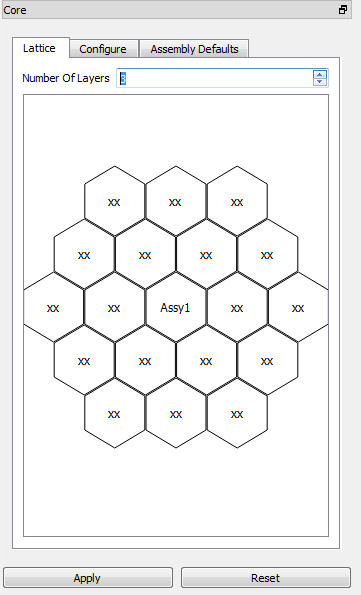 Core
Lattice Configure Assembly Defaults
Number Of Layers 3
xx xx xx
xx xx xx xx
xx xx Assy1 xx xx
xx xx xx xx
xx xx xx
Apply Reset